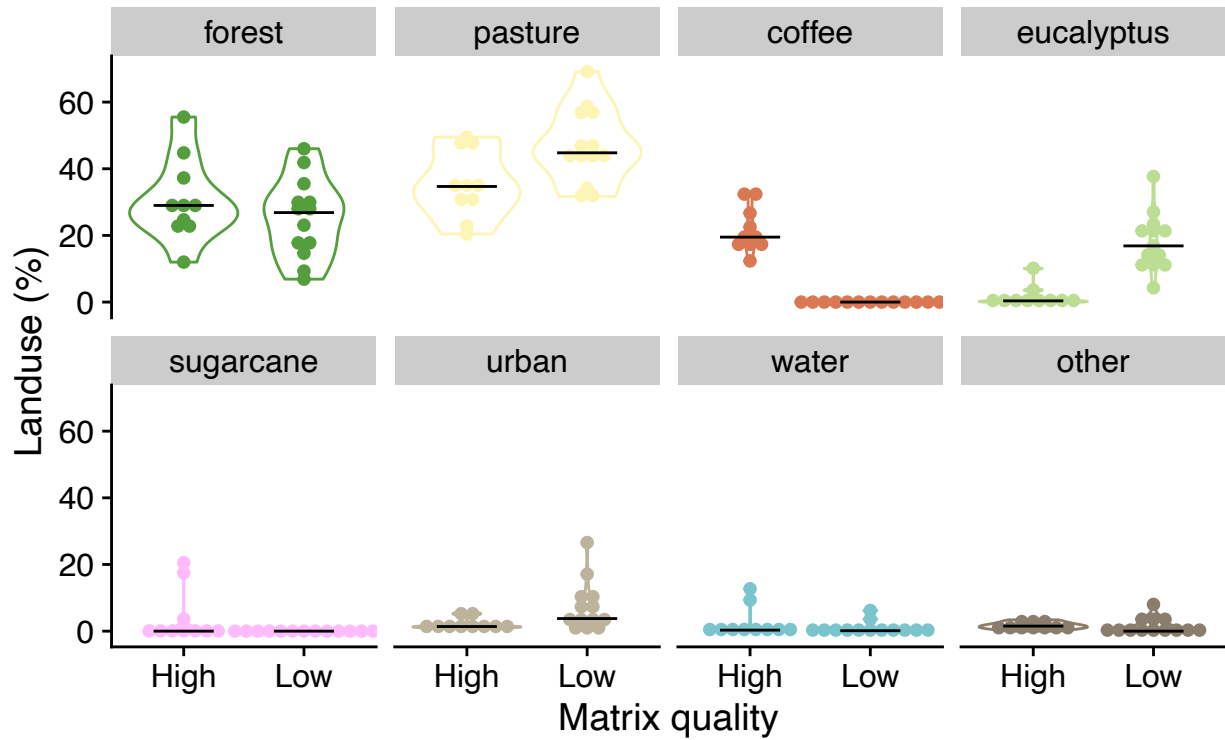 forest pasture coffee eucalyptus
60
40
20
0
sugarcane urban water other
60
40
20
0
Landuse (%)
High Low High Low High Low High Low
Matrix quality